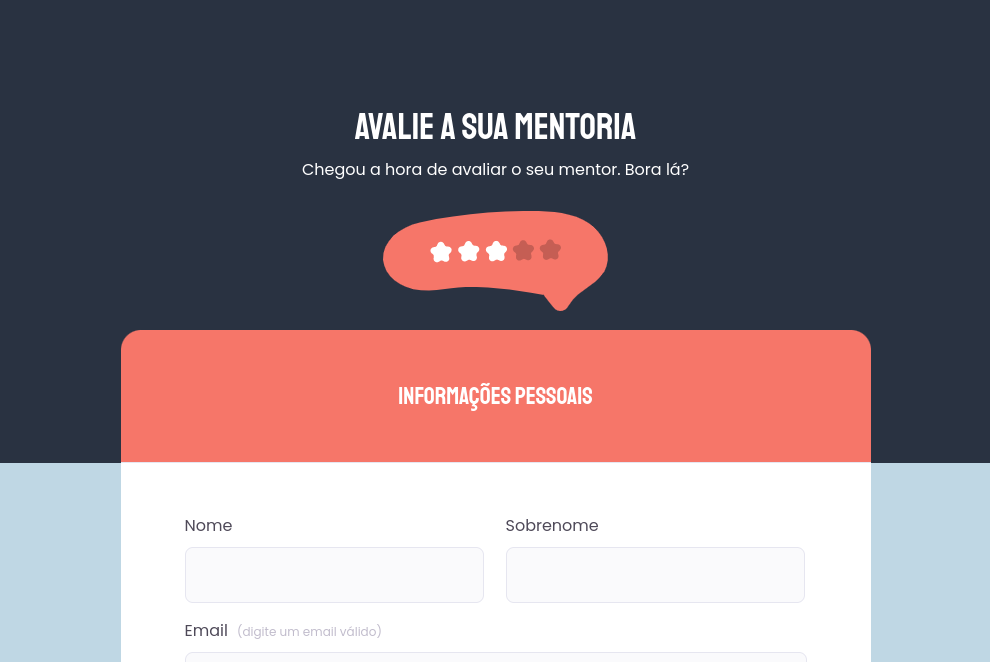 AVALIE A SUA MENTORIA
Chegou a hora de avaliar o seu mentor. Bora lá?
INFORMAÇÕES PESSOAIS
Nome
Sobrenome
Email (digite um email válido)